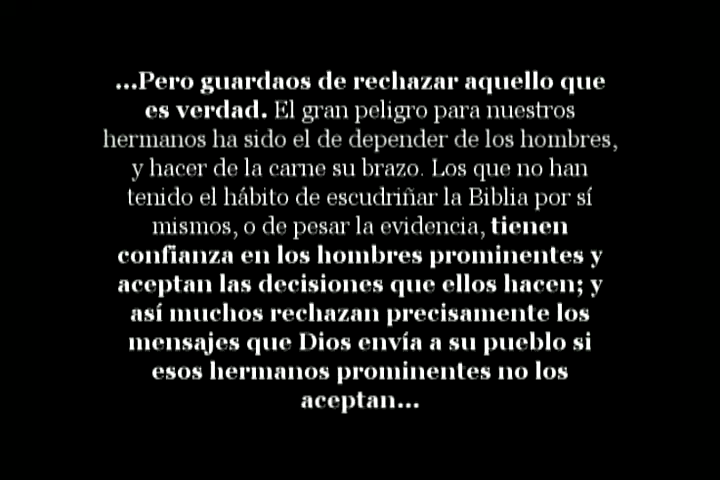 ...Pero guardaos de rechazar aquello que
es verdad. El gran peligro para nuestros
hermanos ha sido el de depender de los hombres,
y hacer de la carne su brazo. Los que no han
tenido el hábito de escudriñar la Biblia por sí
mismos, o de pesar la evidencia, tienen
confianza en los hombres prominentes y
aceptan las decisiones que ellos hacen; y
así muchos rechazan precisamente los
mensajes que Dios envía a su pueblo si
esos hermanos prominentes no los
aceptan...